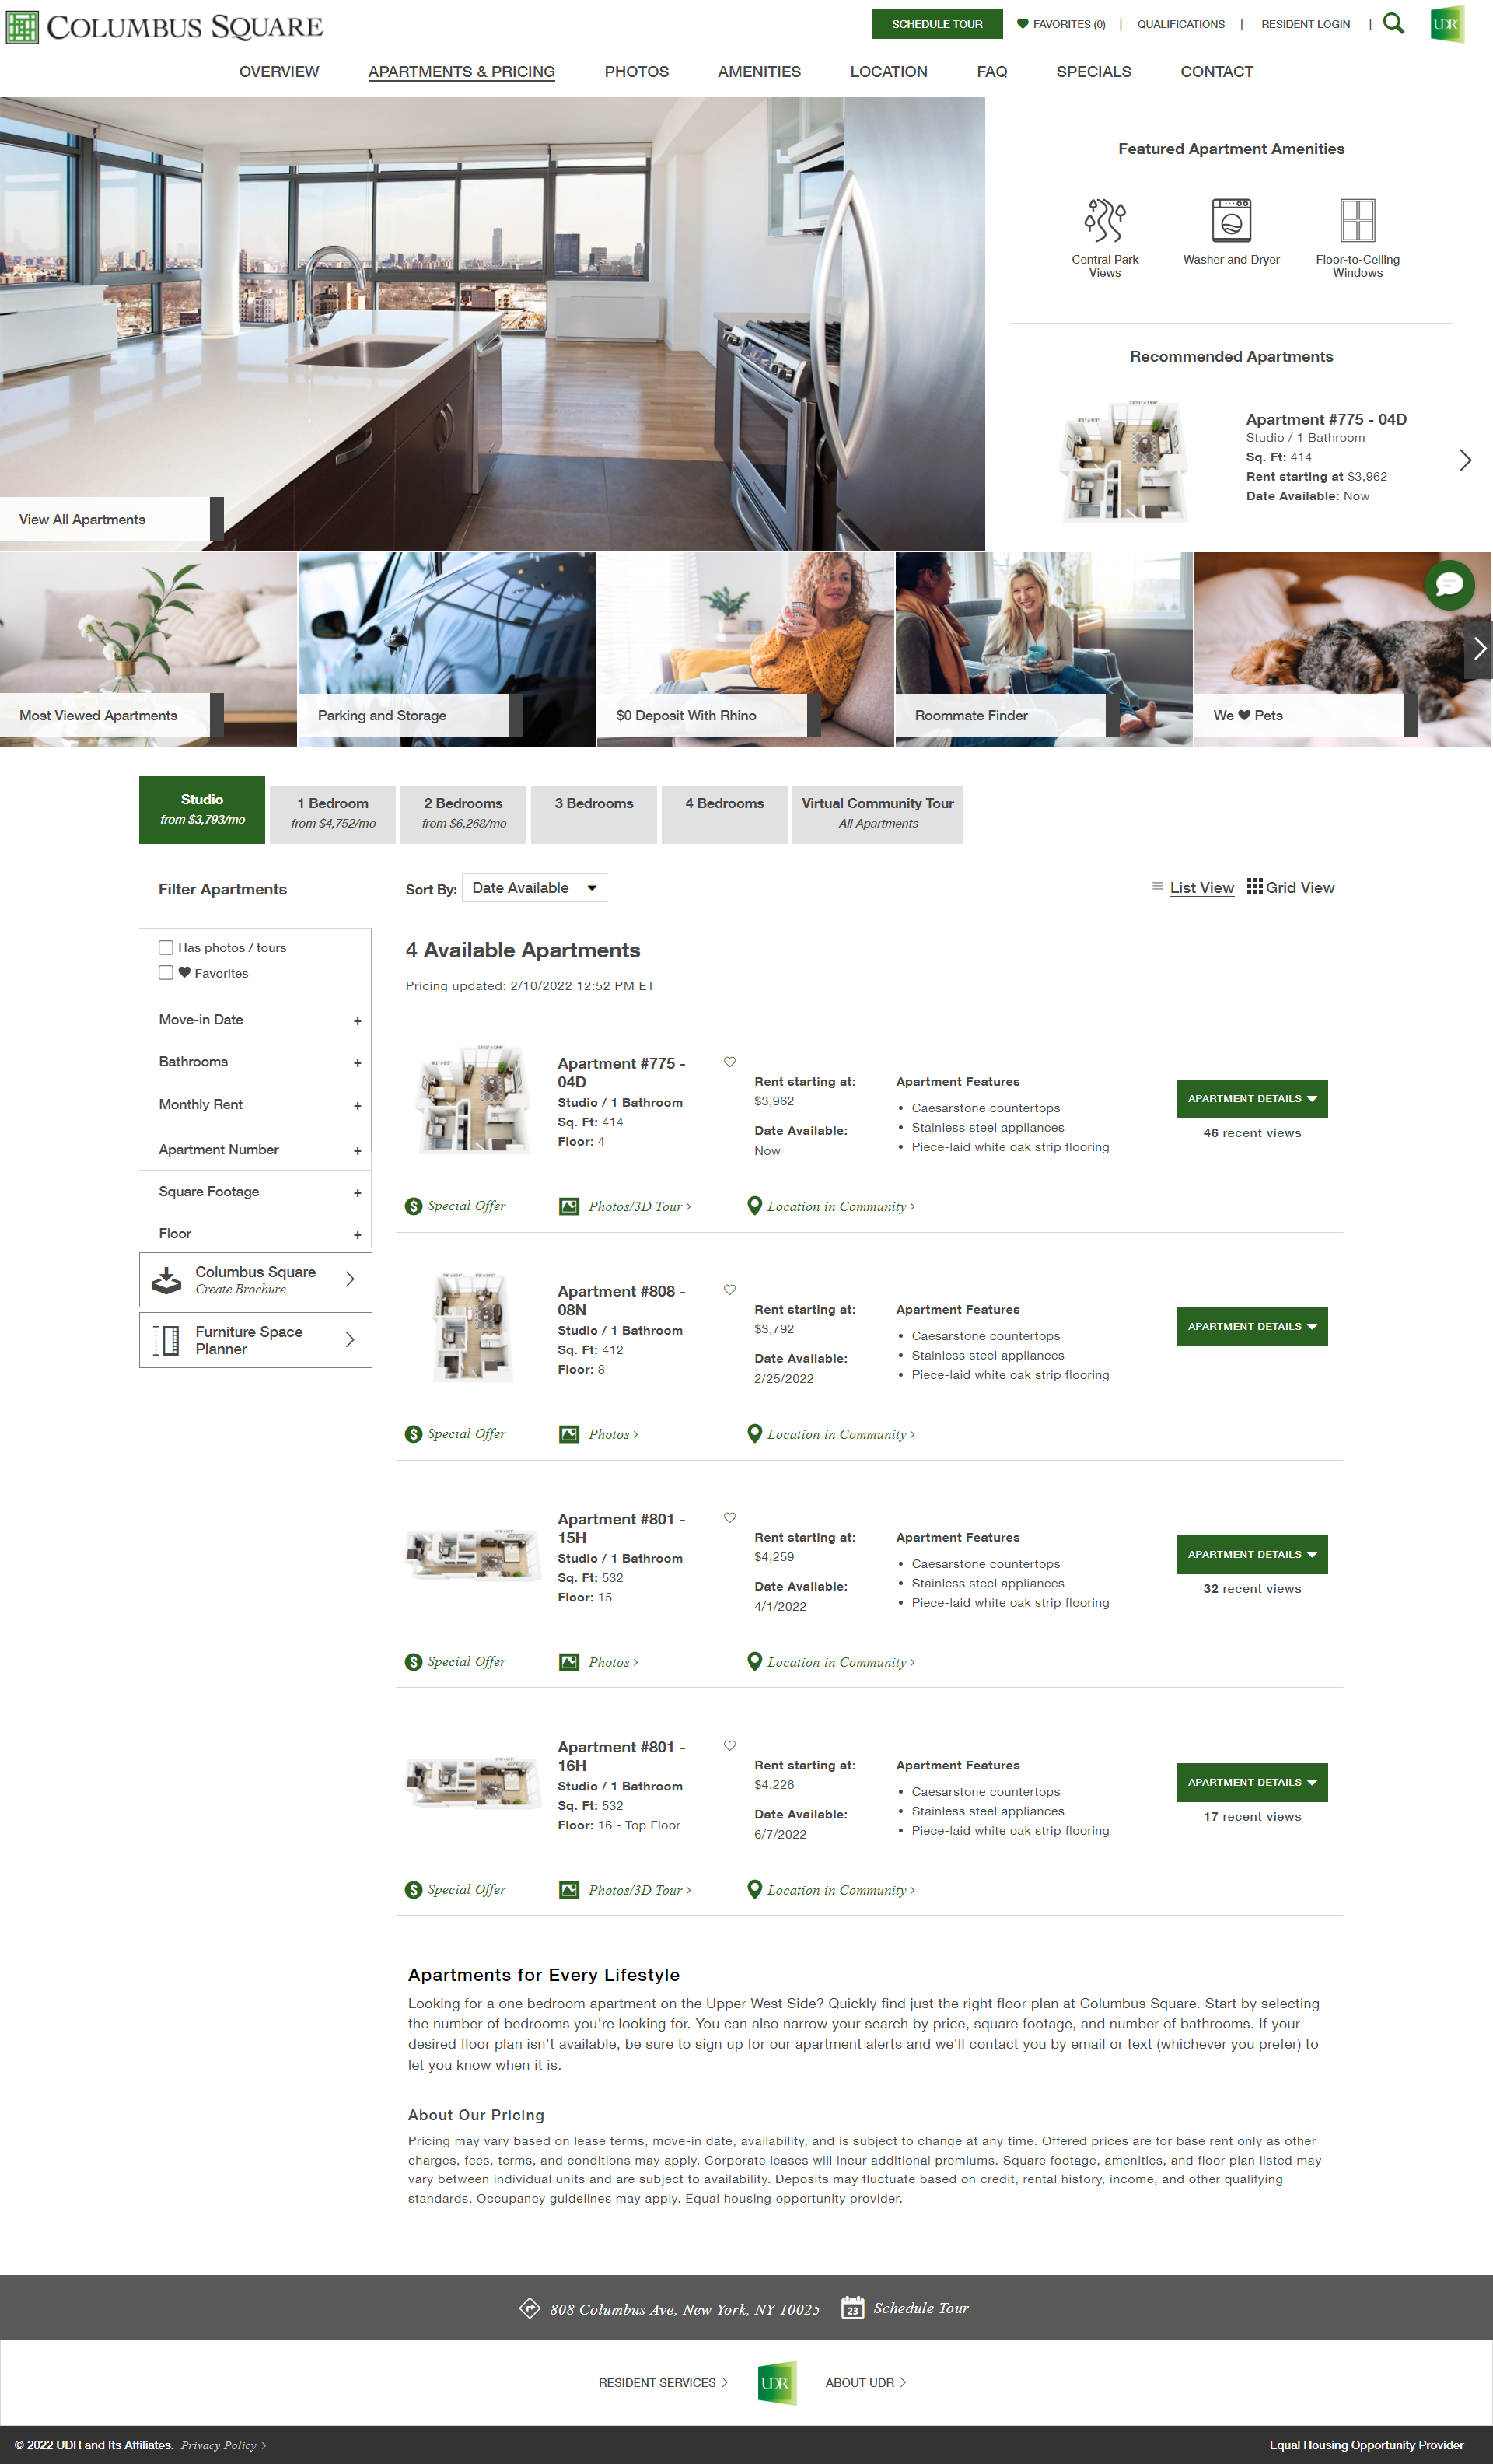 COLUMBUS SQUARE
SCHEDULE TOUR
FAVORITES (0) | QUALIFICATIONS | RESIDENT LOGIN |
UDR
OVERVIEW APARTMENTS & PRICING PHOTOS AMENITIES LOCATION FAQ SPECIALS CONTACT
Featured Apartment Amenities
Central Park
Views
Washer and Dryer
Floor-to-Ceiling
Windows
Recommended Apartments
Apartment #775 - 04D
Studio / 1 Bathroom
Sq. Ft: 414
Rent starting at $3,962
Date Available: Now
View All Apartments
Most Viewed Apartments
Parking and Storage
$0 Deposit With Rhino
Roommate Finder
We ♥ Pets
Studio
from $3,793/mo
1 Bedroom
from $4,752/mo
2 Bedrooms
from $6,268/mo
3 Bedrooms
4 Bedrooms
Virtual Community Tour
All Apartments
Filter Apartments
Has photos / tours
Favorites
Move-in Date +
Bathrooms +
Monthly Rent +
Apartment Number +
Square Footage +
Floor +
Columbus Square
Create Brochure
Furniture Space
Planner
Sort By: Date Available
List View Grid View
4 Available Apartments
Pricing updated: 2/10/2022 12:52 PM ET
Apartment #775 -
04D
Studio / 1 Bathroom
Sq. Ft: 414
Floor: 4
Rent starting at:
$3,962
Date Available:
Now
Apartment Features
• Caesarstone countertops
• Stainless steel appliances
• Piece-laid white oak strip flooring
APARTMENT DETAILS
46 recent views
Special Offer
Photos/3D Tour >
Location in Community >
Apartment #808 -
08N
Studio / 1 Bathroom
Sq. Ft: 412
Floor: 8
Rent starting at:
$3,792
Date Available:
2/25/2022
Apartment Features
• Caesarstone countertops
• Stainless steel appliances
• Piece-laid white oak strip flooring
APARTMENT DETAILS
Special Offer
Photos >
Location in Community >
Apartment #801 -
15H
Studio / 1 Bathroom
Sq. Ft: 532
Floor: 15
Rent starting at:
$4,259
Date Available:
4/1/2022
Apartment Features
• Caesarstone countertops
• Stainless steel appliances
• Piece-laid white oak strip flooring
APARTMENT DETAILS
32 recent views
Special Offer
Photos >
Location in Community >
Apartment #801 -
16H
Studio / 1 Bathroom
Sq. Ft: 532
Floor: 16 - Top Floor
Rent starting at:
$4,226
Date Available:
6/7/2022
Apartment Features
• Caesarstone countertops
• Stainless steel appliances
• Piece-laid white oak strip flooring
APARTMENT DETAILS
17 recent views
Special Offer
Photos/3D Tour >
Location in Community >
Apartments for Every Lifestyle
Looking for a one bedroom apartment on the Upper West Side? Quickly find just the right floor plan at Columbus Square. Start by selecting
the number of bedrooms you're looking for. You can also narrow your search by price, square footage, and number of bathrooms. If your
desired floor plan isn't available, be sure to sign up for our apartment alerts and we'll contact you by email or text (whichever you prefer) to
let you know when it is.
About Our Pricing
Pricing may vary based on lease terms, move-in date, availability, and is subject to change at any time. Offered prices are for base rent only as other
charges, fees, terms, and conditions may apply. Corporate leases will incur additional premiums. Square footage, amenities, and floor plan listed may
vary between individual units and are subject to availability. Deposits may fluctuate based on credit, rental history, income, and other qualifying
standards. Occupancy guidelines may apply. Equal housing opportunity provider.
808 Columbus Ave, New York, NY 10025
23 Schedule Tour
RESIDENT SERVICES >
UDR
ABOUT UDR >
© 2022 UDR and Its Affiliates. Privacy Policy >
Equal Housing Opportunity Provider